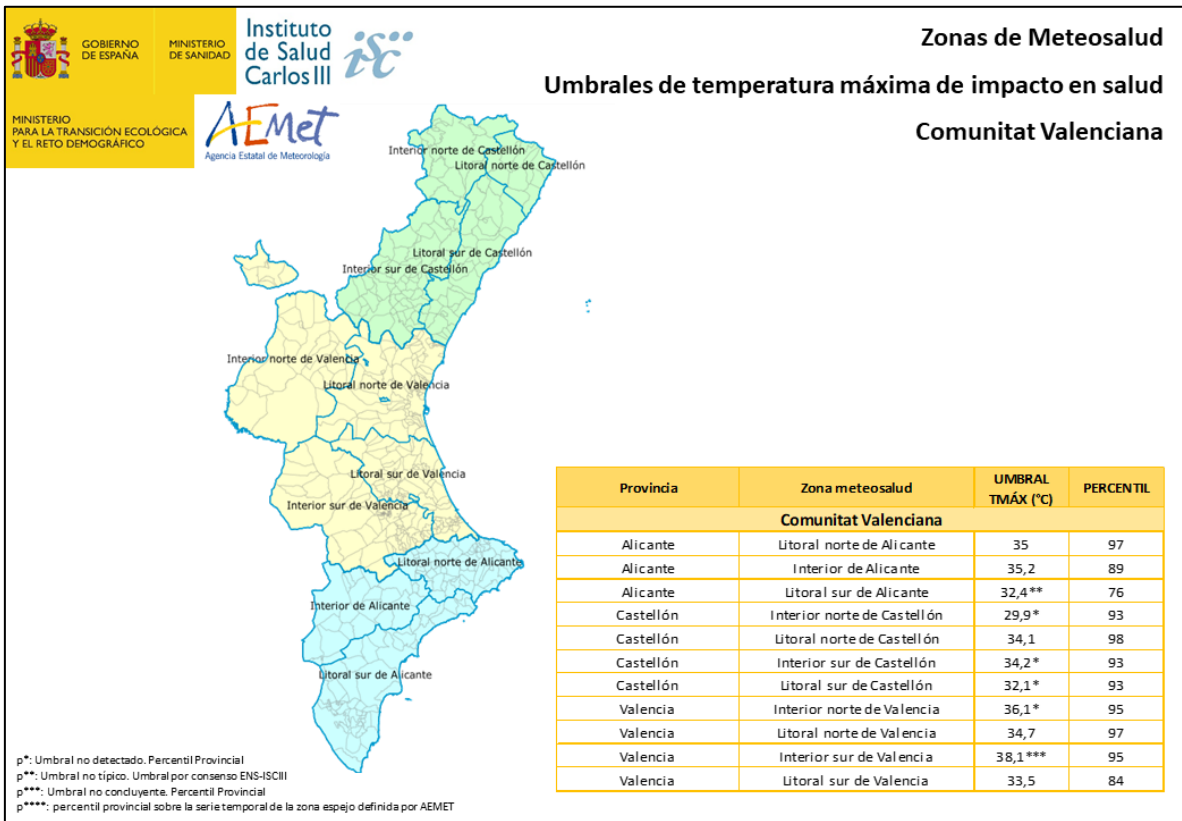 GOBIERNO
DE ESPAÑA
MINISTERIO
DE SANIDAD
Instituto
de Salud
Carlos III
isc
MINISTERIO
PARA LA TRANSICIÓN ECOLÓGICA
Y EL RETO DEMOGRÁFICO
AEMet
Agencia Estatal de Meteorología
Zonas de Meteosalud
Umbrales de temperatura máxima de impacto en salud
Comunitat Valenciana
Interior norte de Castellón
Litoral norte de Castellón
Litoral sur de Castellón
Interior sur de Castellón
Interior norte de Valencia
Litoral norte de Valencia
Litoral sur de Valencia
Interior sur de Valencia
Litoral norte de Alicante
Interior de Alicante
Litoral sur de Alicante
Provincia Zona meteosalud UMBRAL TMÁX (°C) PERCENTIL
Comunitat Valenciana
Alicante Litoral norte de Alicante 35 97
Alicante Interior de Alicante 35,2 89
Alicante Litoral sur de Alicante 32,4** 76
Castellón Interior norte de Castellón 29,9* 93
Castellón Litoral norte de Castellón 34,1 98
Castellón Interior sur de Castellón 34,2* 93
Castellón Litoral sur de Castellón 32,1* 93
Valencia Interior norte de Valencia 36,1* 95
Valencia Litoral norte de Valencia 34,7 97
Valencia Interior sur de Valencia 38,1*** 95
Valencia Litoral sur de Valencia 33,5 84
p*: Umbral no detectado. Percentil Provincial
p**: Umbral no típico. Umbral por consenso ENS-ISCIII
p***: Umbral no concluyente. Percentil Provincial
p****: percentil provincial sobre la serie temporal de la zona espejo definida por AEMET